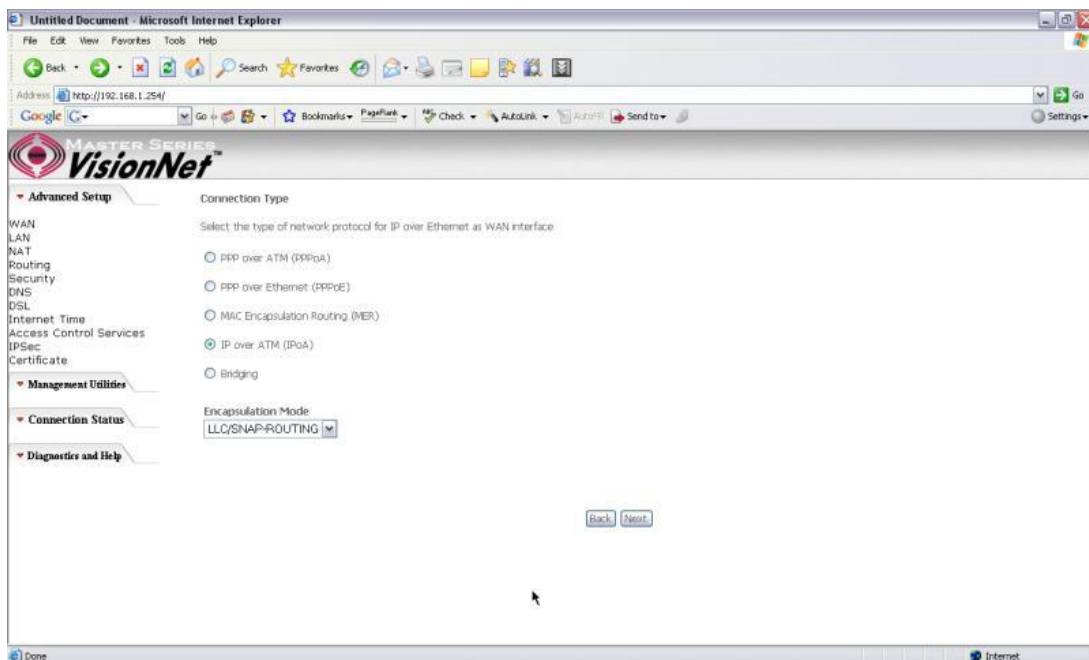 Untitled Document - Microsoft Internet Explorer
File Edit View Favorites Tools Help
Back Search Favorites
Address http://192.168.1.254/ Go
Google G Go Bookmarks PageRank Check AutoLink AutoFill Send to Settings
MASTER SERIES
VisionNet™
Advanced Setup
WAN
LAN
NAT
Routing
Security
DNS
DSL
Internet Time
Access Control Services
IPSec
Certificate
Management Utilities
Connection Status
Diagnostics and Help
Connection Type
Select the type of network protocol for IP over Ethernet as WAN interface
PPP over ATM (PPPoA)
PPP over Ethernet (PPPoE)
MAC Encapsulation Routing (MER)
IP over ATM (IPoA)
Bridging
Encapsulation Mode
LLC/SNAP-ROUTING
Back Next
Done Internet